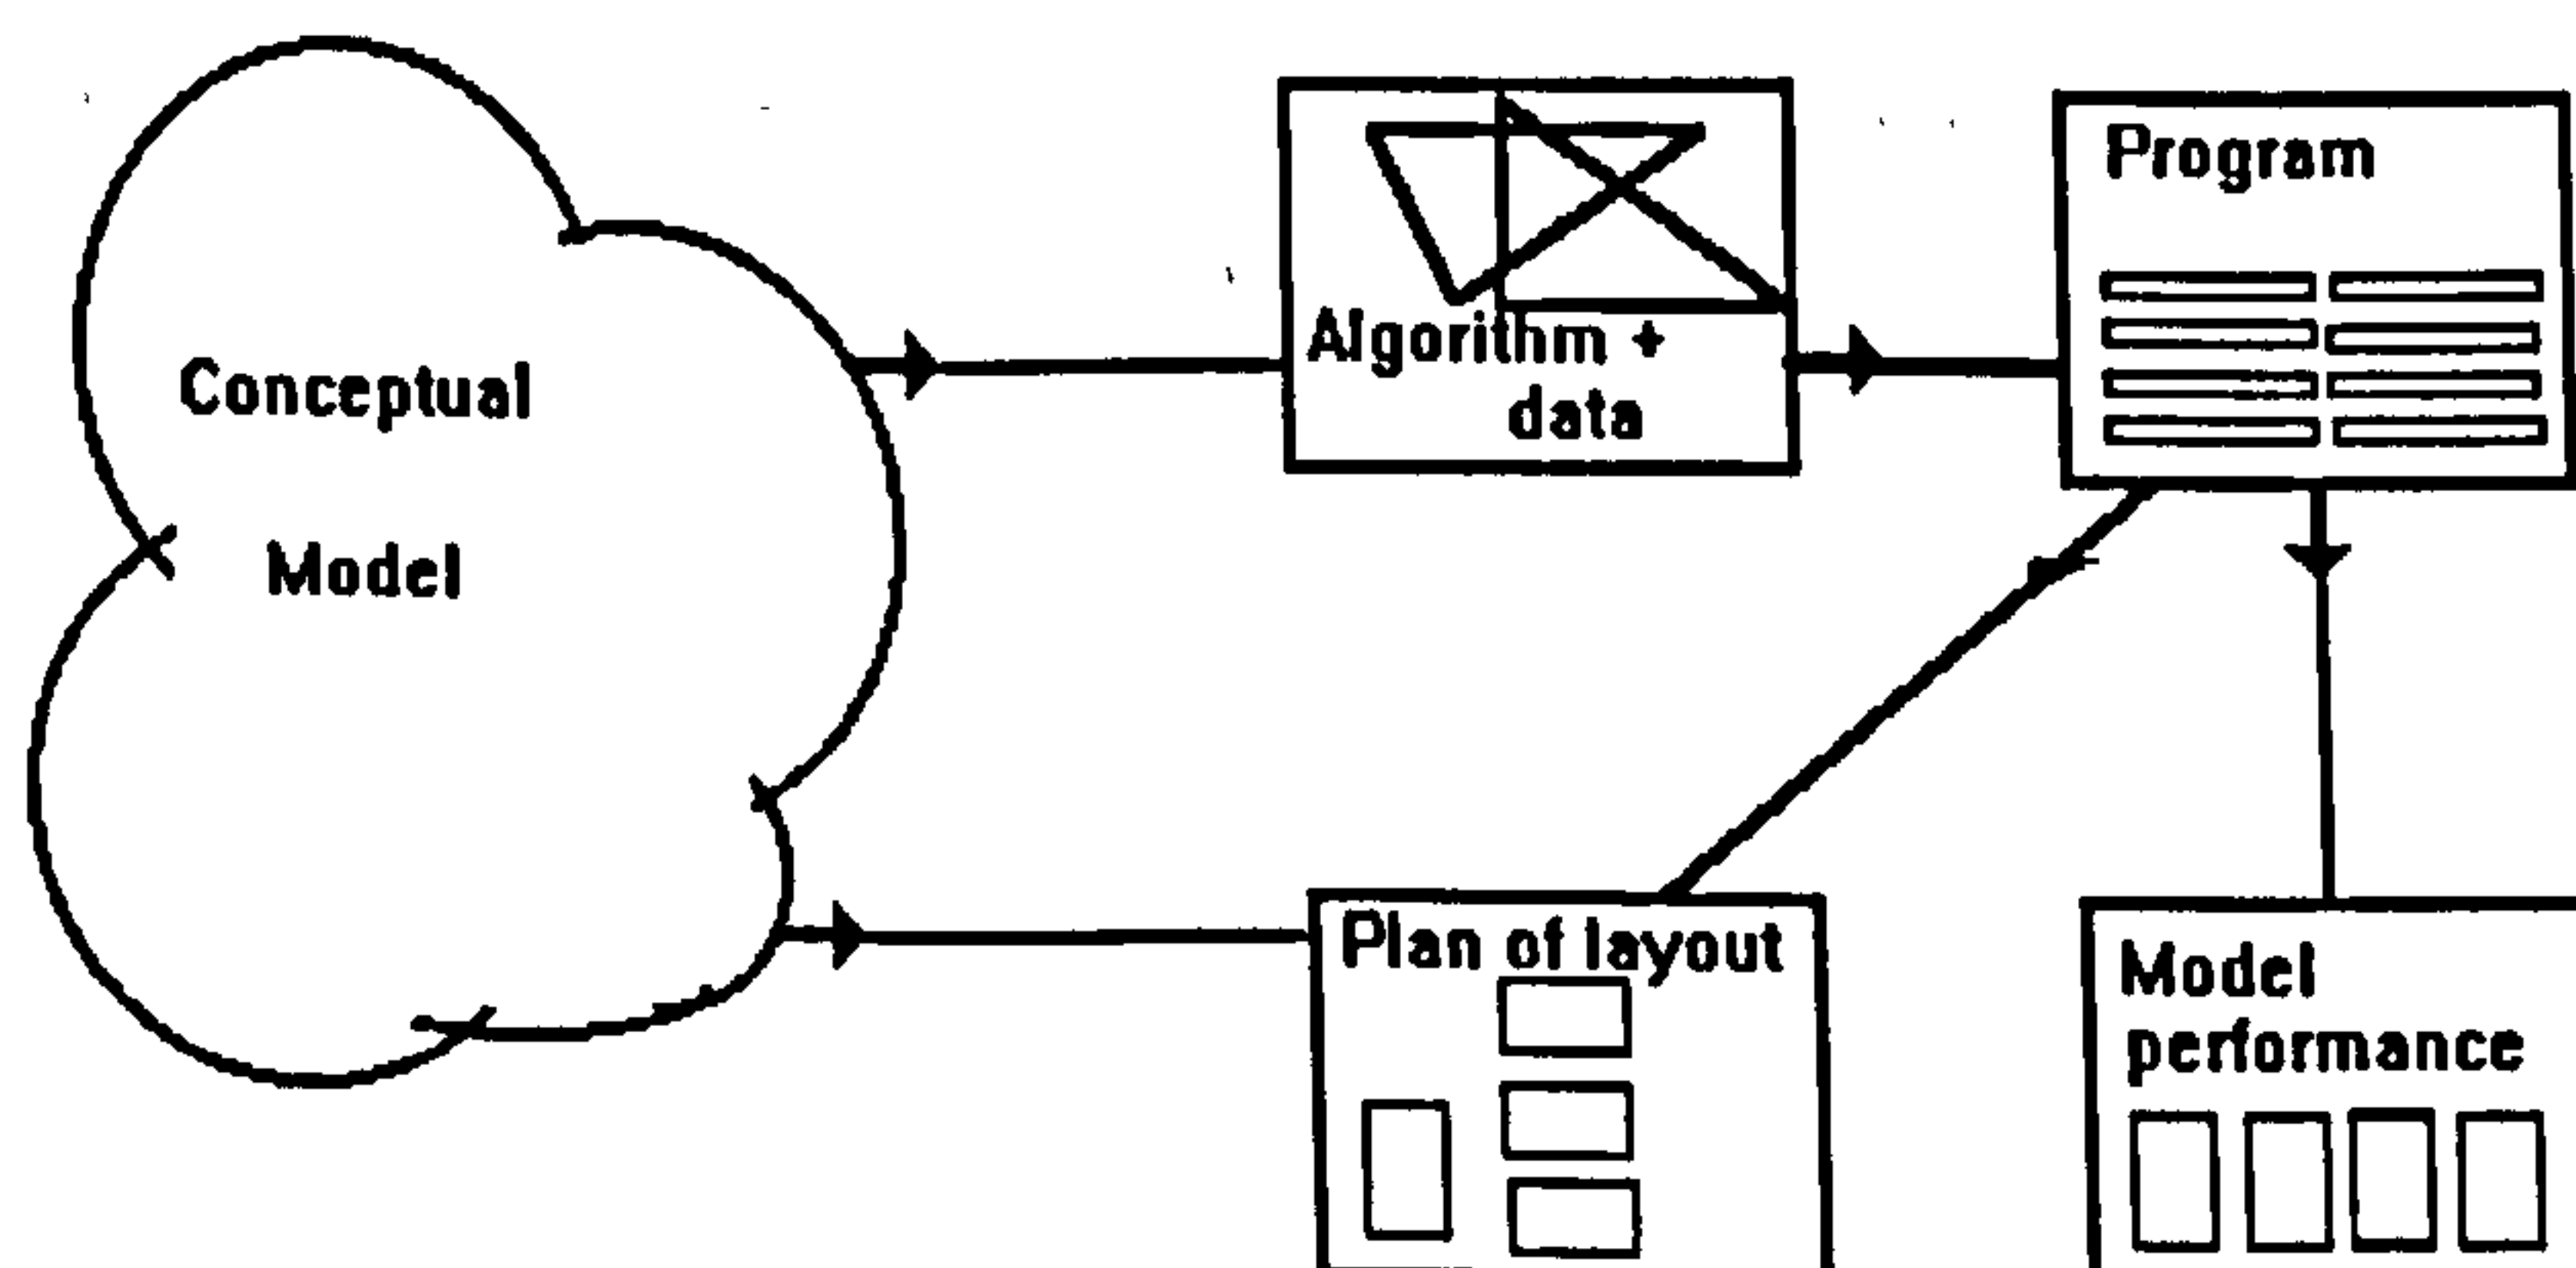 Conceptual
Model
Algorithm +
data
Program
Plan of layout
Model
performance